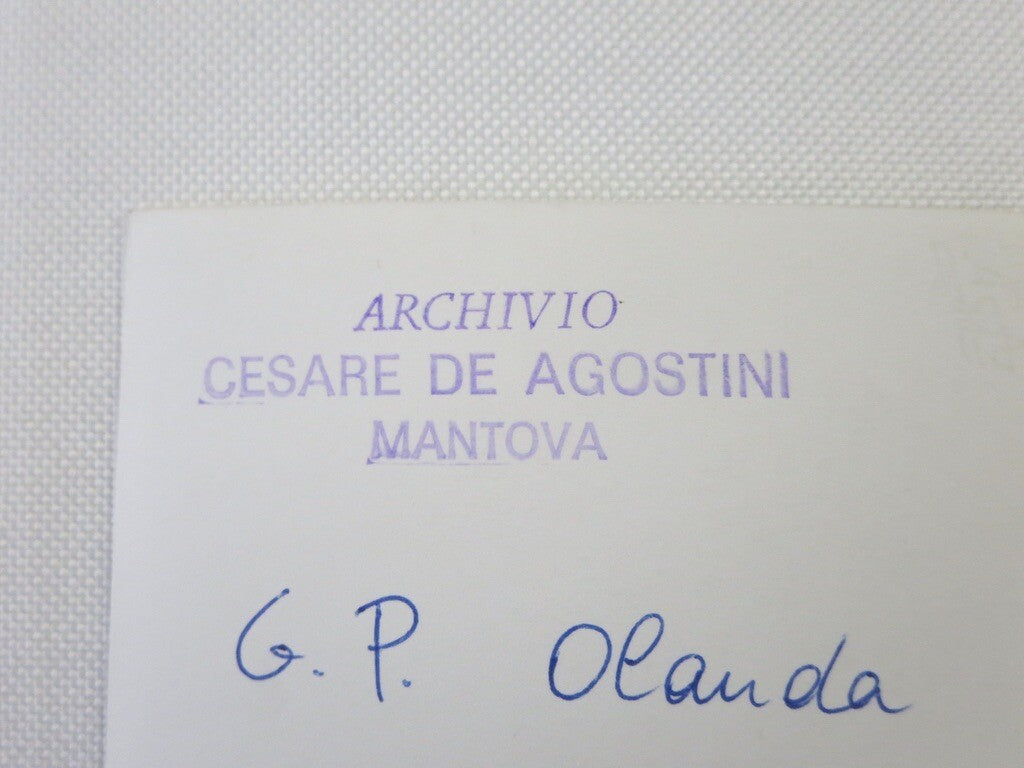 ARCHIVIO
CESARE DE AGOSTINI
MANTOVA
G. P. Olanda